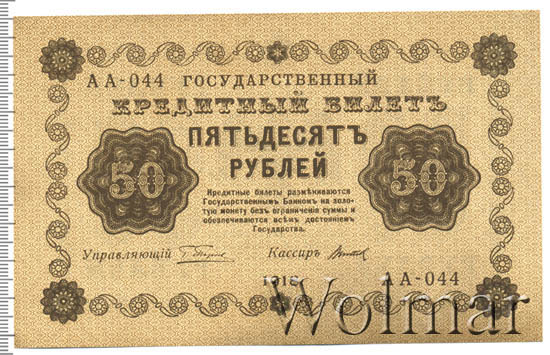 АА-044 ГОСУДАРСТВЕННЫЙ
КРЕДИТНЫЙ БИЛЕТЪ
ПЯТЬДЕСЯТЪ
РУБЛЕЙ
50
50
Кредитные билеты размѣниваются
Государственнымъ Банкомъ на золо-
тую монету безъ ограниченія суммы и
обезпечиваются всѣмъ достояніемъ
Государства.
Управляющій
Кассиръ
1918
АА-044
Wolmar